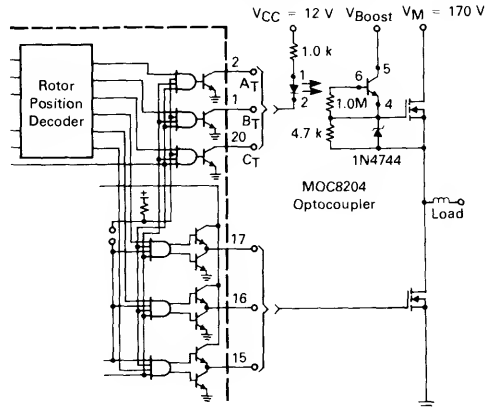 VCC = 12 V
VBoost
VM = 170 V
Rotor
Position
Decoder
2
AT
1
BT
20
CT
1.0 k
1
2
5
6
1.0M
4
4.7 k
1N4744
MOC8204
Optocoupler
Load
+
17
16
15